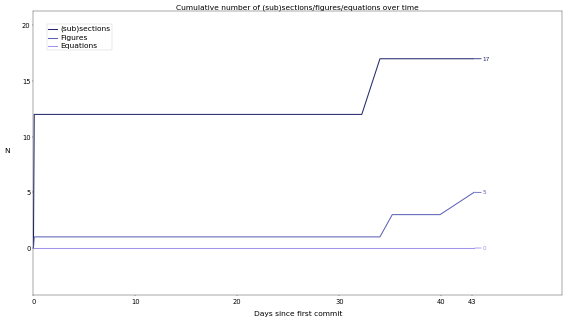 Cumulative number of (sub)sections/figures/equations over time
(sub)sections
Figures
Equations
N
20
15
10
5
0
17
5
0
0
10
20
30
40
43
Days since first commit